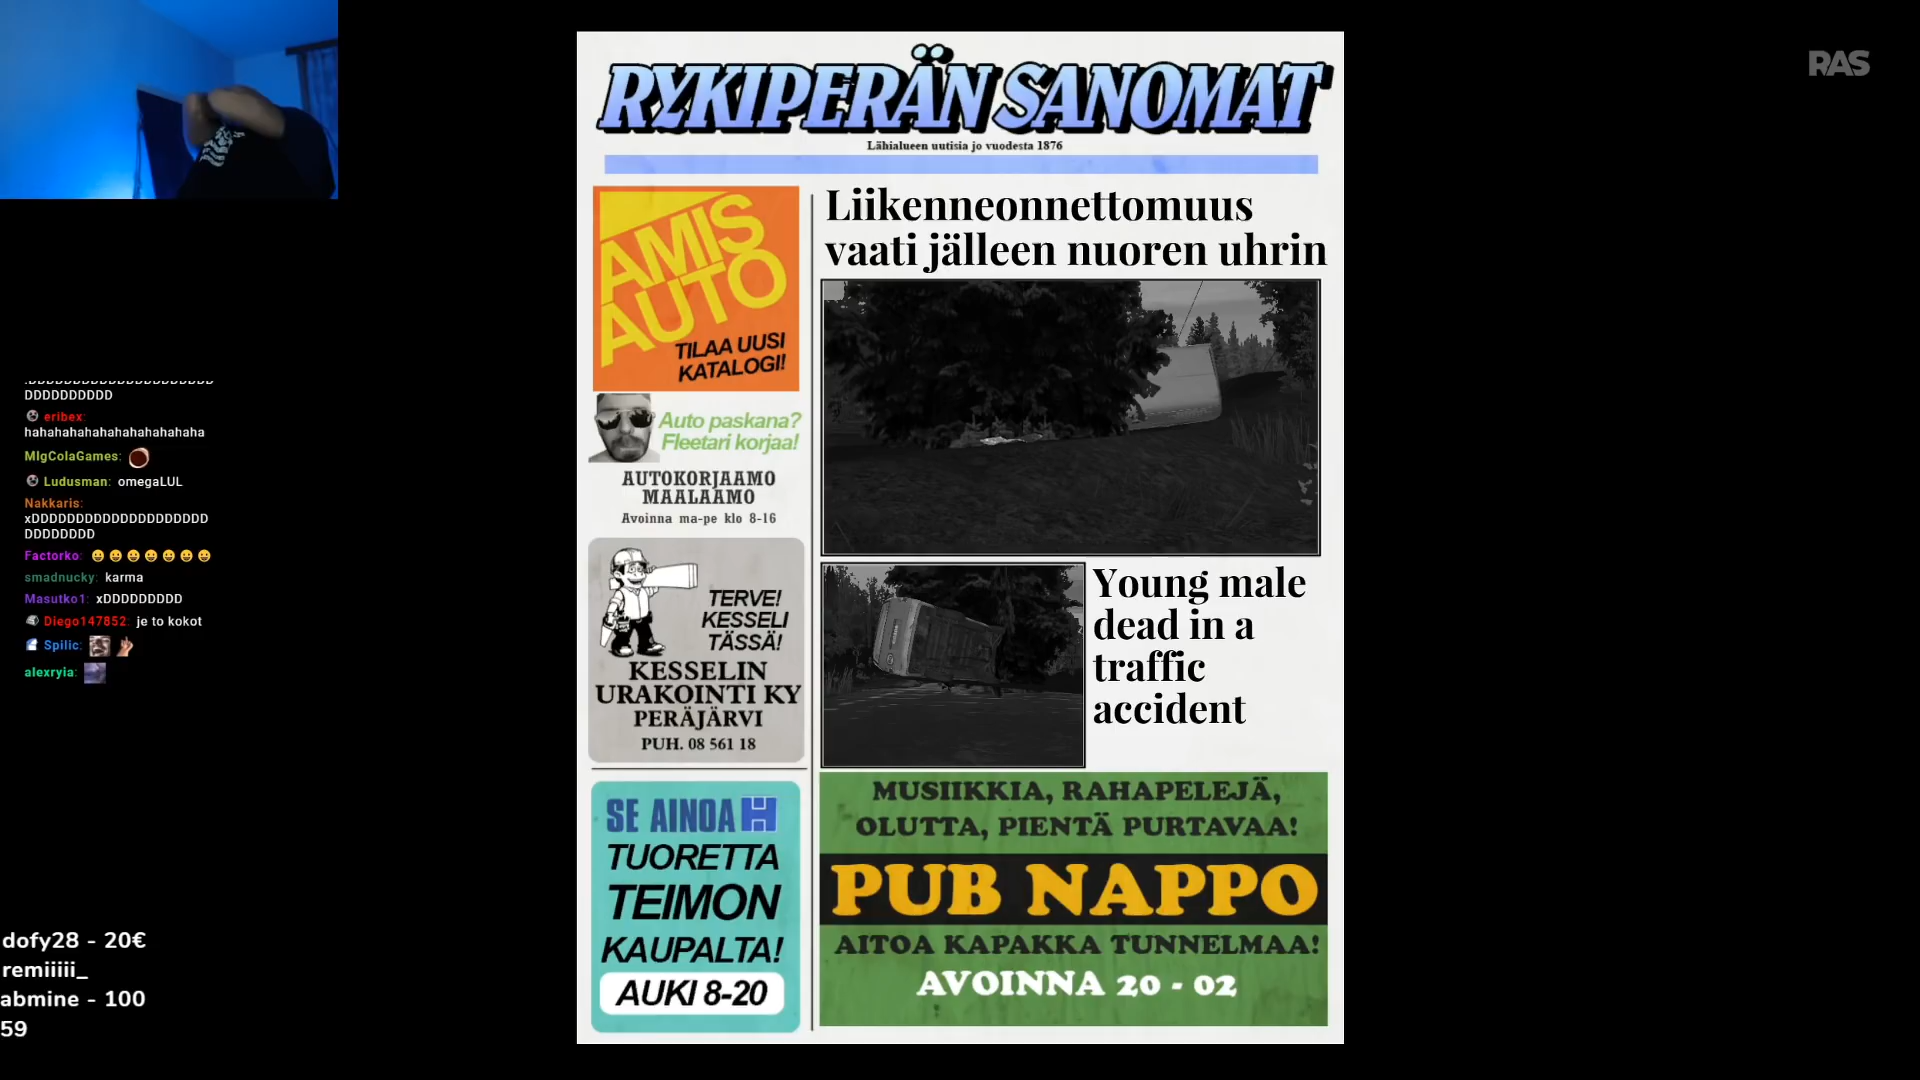 RYKIPERÄN SANOMAT
Lähialueen uutisia jo vuodesta 1876
AMIS
AUTO
TILAA UUSI
KATALOGI!
Auto paskana?
Fleetari korjaa!
AUTOKORJAAMO
MAALAAMO
Avoinna ma-pe klo 8-16
TERVE!
KESSELI
TÄSSÄ!
KESSELIN
URAKOINTI KY
PERÄJÄRVI
PUH. 08 561 18
SE AINOA H
TUORETTA
TEIMON
KAUPALTA!
AUKI 8-20
Liikenneonnettomuus
vaati jälleen nuoren uhrin
Young male
dead in a
traffic
accident
MUSIIKKIA, RAHAPELEJÄ,
OLUTTA, PIENTÄ PURTAVAA!
PUB NAPPO
AITOA KAPAKKA TUNNELMAA!
AVOINNA 20 - 02
RAS
DDDDDDDDDD
eribex:
hahahahahahahahahahahaha
MIgColaGames:
Ludusman: omegaLUL
Nakkaris:
xDDDDDDDDDDDDDDDDDDDD
DDDDDDDD
Factorko: 😀😀😀😀😀😀😀
smadnucky: karma
Masutko1: xDDDDDDDDD
Diego147852: je to kokot
Spilic:
alexryia:
dofy28 - 20€
remiiiii_
abmine - 100
59